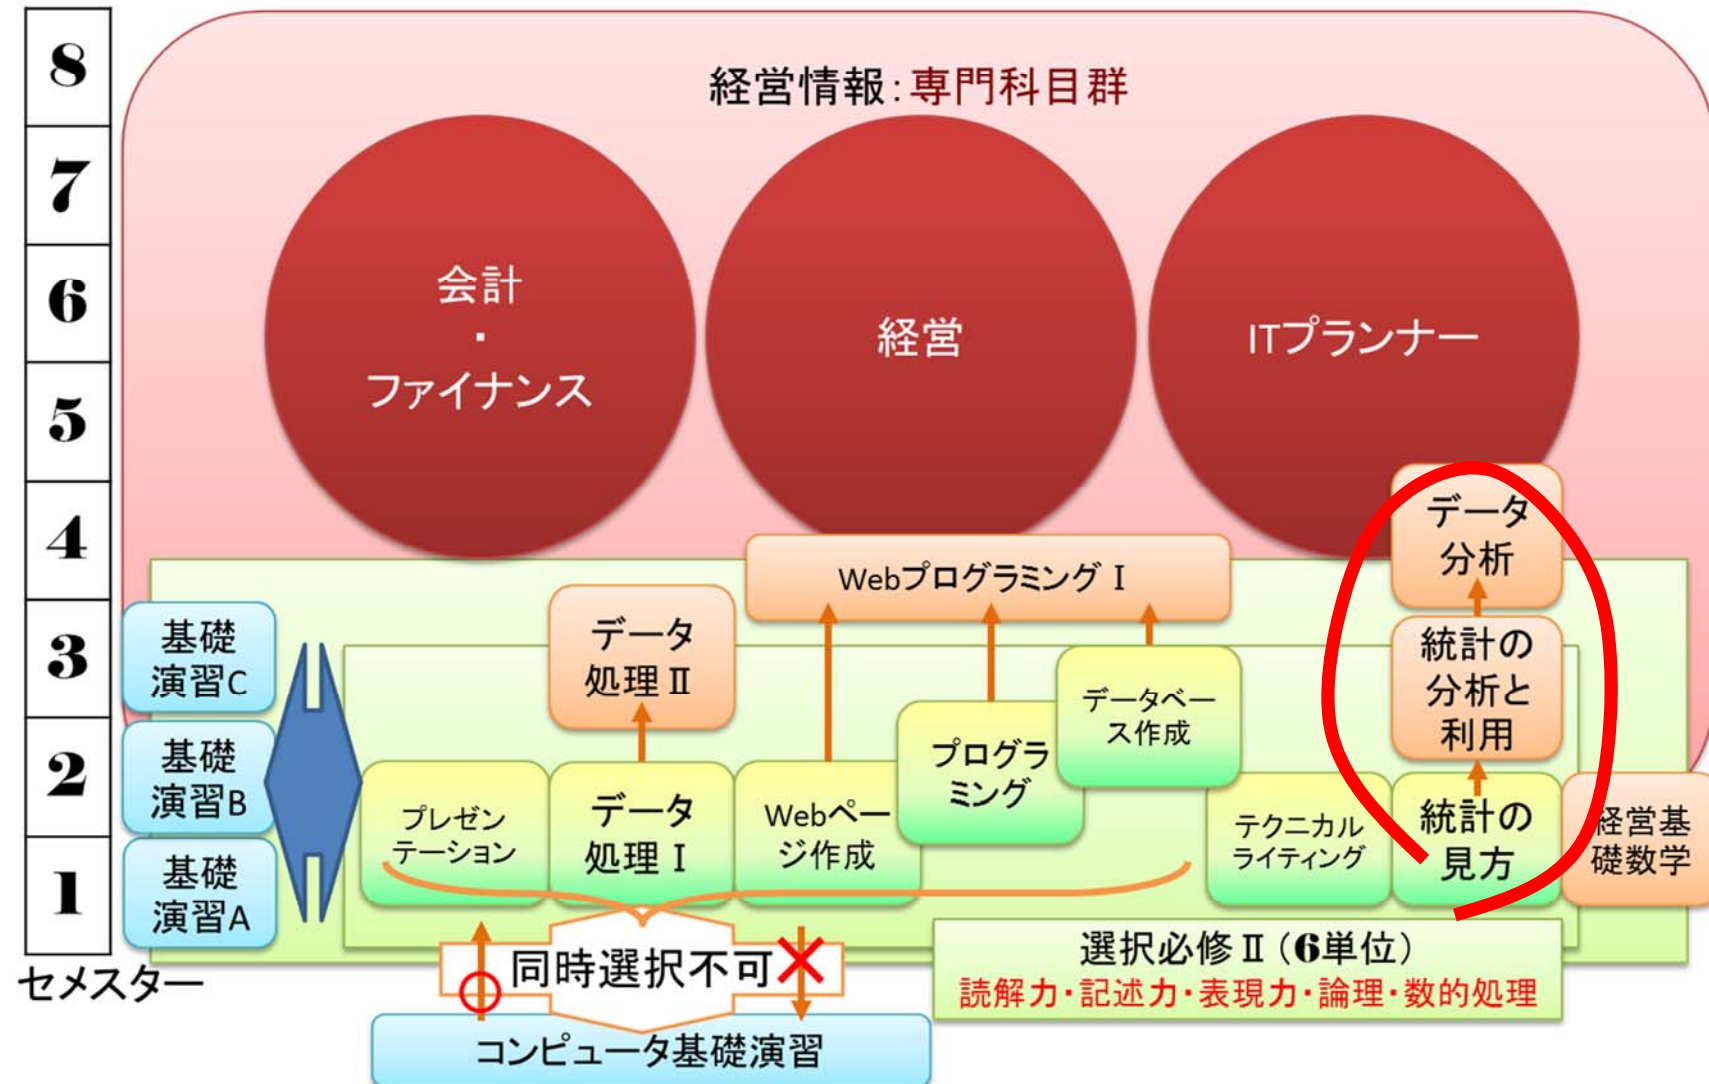 8
7
6
5
4
3
2
1
セメスター
経営情報:専門科目群
会計
・
ファイナンス
経営
ITプランナー
データ
分析
WebプログラミングⅠ
統計の
分析と
利用
基礎
演習C
基礎
演習B
基礎
演習A
データ
処理Ⅱ
データベー
ス作成
プログラ
ミング
プレゼン
テーション
データ
処理Ⅰ
Webペー
ジ作成
テクニカル
ライティング
統計の
見方
経営基
礎数学
同時選択不可
選択必修Ⅱ(6単位)
読解力・記述力・表現力・論理・数的処理
コンピュータ基礎演習